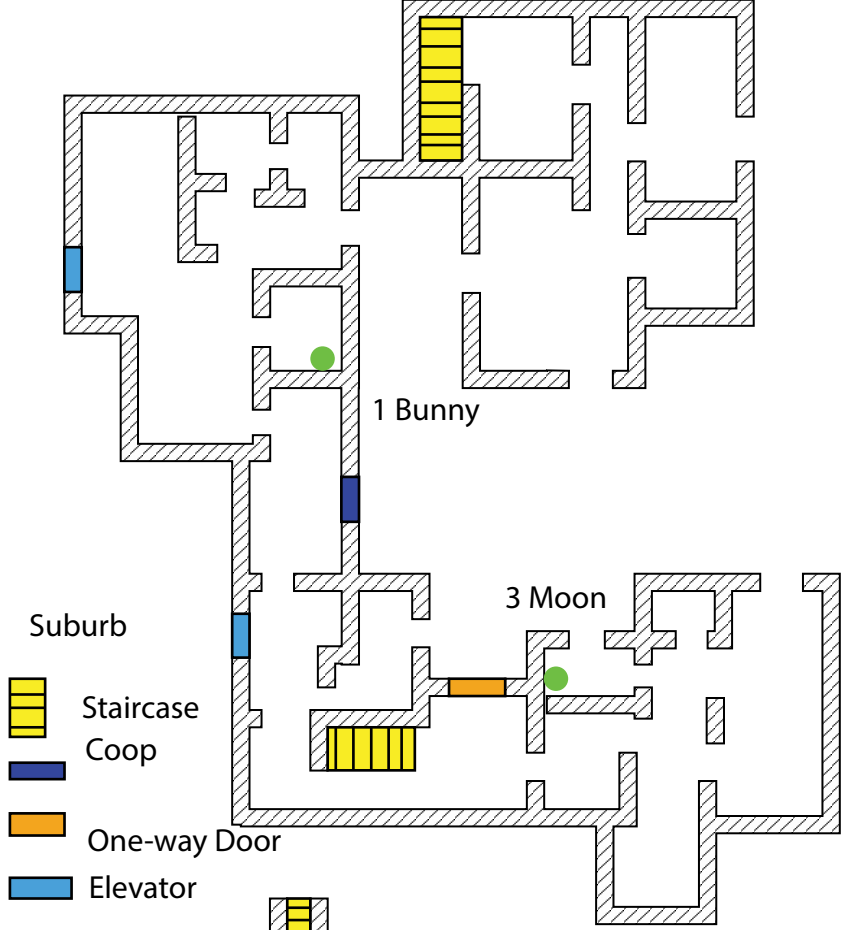 1 Bunny
3 Moon
Suburb
Staircase
Coop
One-way Door
Elevator